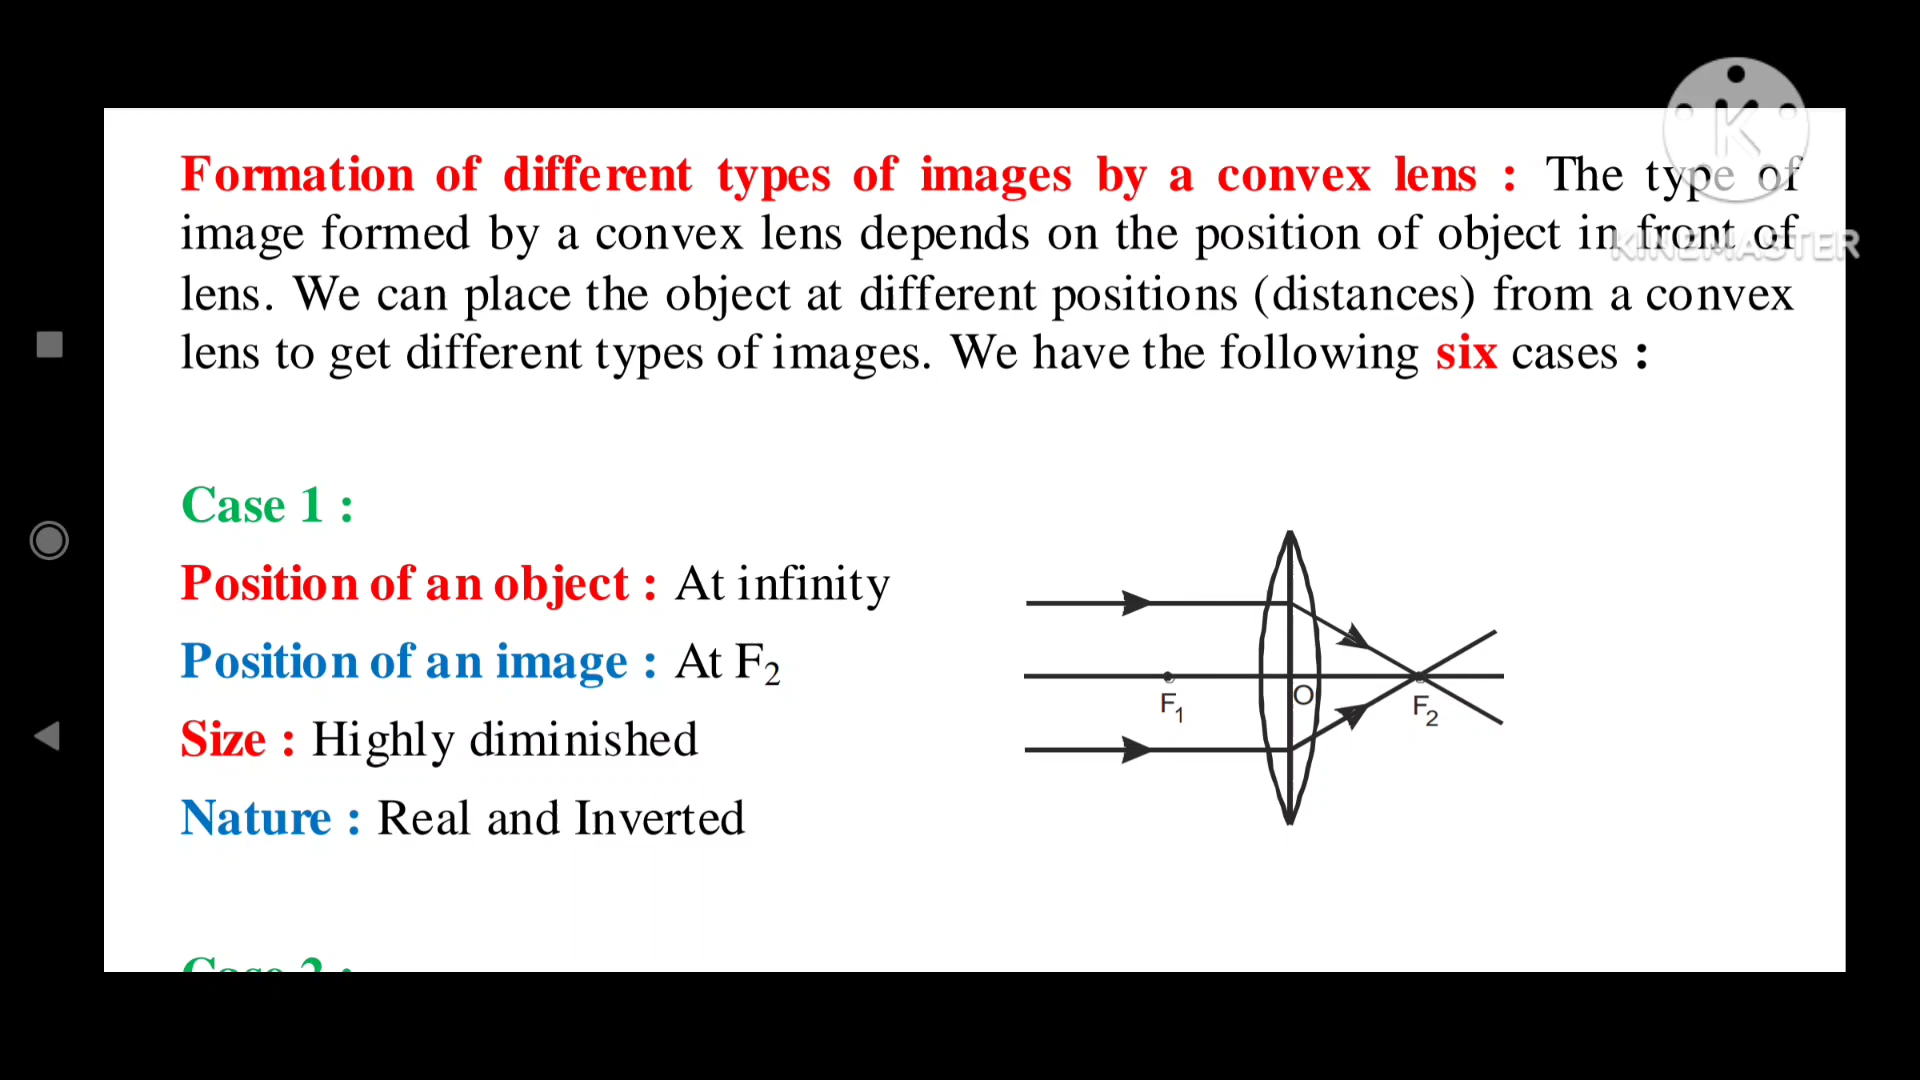 Formation of different types of images by a convex lens : The type of
image formed by a convex lens depends on the position of object in front of
lens. We can place the object at different positions (distances) from a convex
lens to get different types of images. We have the following six cases :
KINEMASTER
Case 1 :
Position of an object : At infinity
Position of an image : At F₂
Size : Highly diminished
Nature : Real and Inverted
F₁
O
F₂
Case 2 :